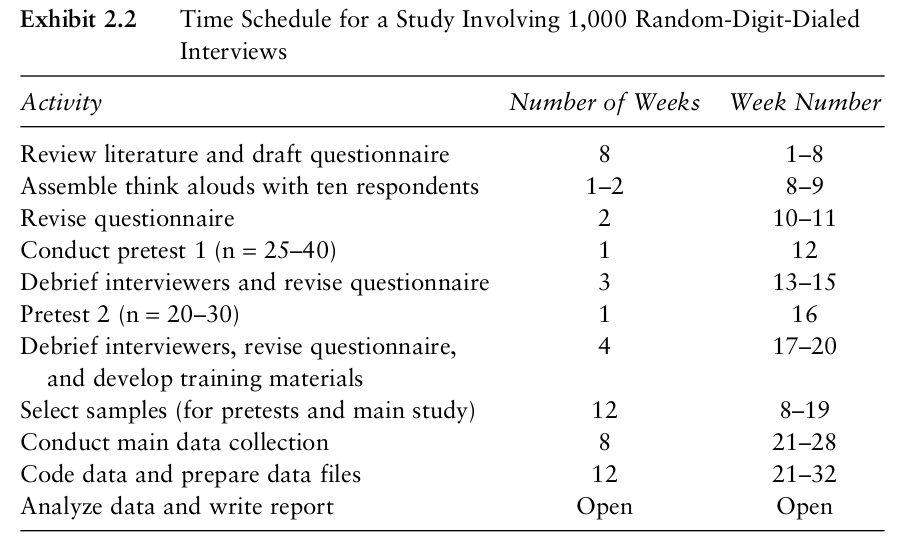 Exhibit 2.2 Time Schedule for a Study Involving 1,000 Random-Digit-Dialed
Interviews
Activity Number of Weeks Week Number
Review literature and draft questionnaire 8 1–8
Assemble think alouds with ten respondents 1–2 8–9
Revise questionnaire 2 10–11
Conduct pretest 1 (n = 25–40) 1 12
Debrief interviewers and revise questionnaire 3 13–15
Pretest 2 (n = 20–30) 1 16
Debrief interviewers, revise questionnaire, 4 17–20
and develop training materials
Select samples (for pretests and main study) 12 8–19
Conduct main data collection 8 21–28
Code data and prepare data files 12 21–32
Analyze data and write report Open Open